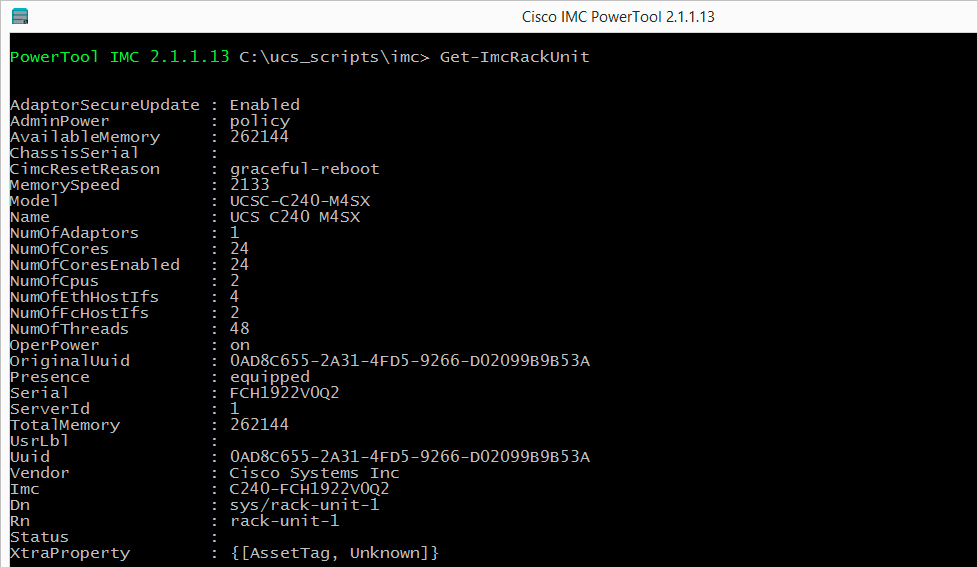 Cisco IMC PowerTool 2.1.1.13
PowerTool IMC 2.1.1.13 C:\ucs_scripts\imc> Get-ImcRackUnit
AdaptorSecureUpdate : Enabled
AdminPower : policy
AvailableMemory : 262144
ChassisSerial :
CimcResetReason : graceful-reboot
MemorySpeed : 2133
Model : UCSC-C240-M4SX
Name : UCS C240 M4SX
NumOfAdaptors : 1
NumOfCores : 24
NumOfCoresEnabled : 24
NumOfCpus : 2
NumOfEthHostIfs : 4
NumOfFcHostIfs : 2
NumOfThreads : 48
OperPower : on
OriginalUuid : 0AD8C655-2A31-4FD5-9266-D02099B9B53A
Presence : equipped
Serial : FCH1922V0Q2
ServerId : 1
TotalMemory : 262144
UsrLbl :
Uuid : 0AD8C655-2A31-4FD5-9266-D02099B9B53A
Vendor : Cisco Systems Inc
Imc : C240-FCH1922V0Q2
Dn : sys/rack-unit-1
Rn : rack-unit-1
Status :
XtraProperty : {[AssetTag, Unknown]}